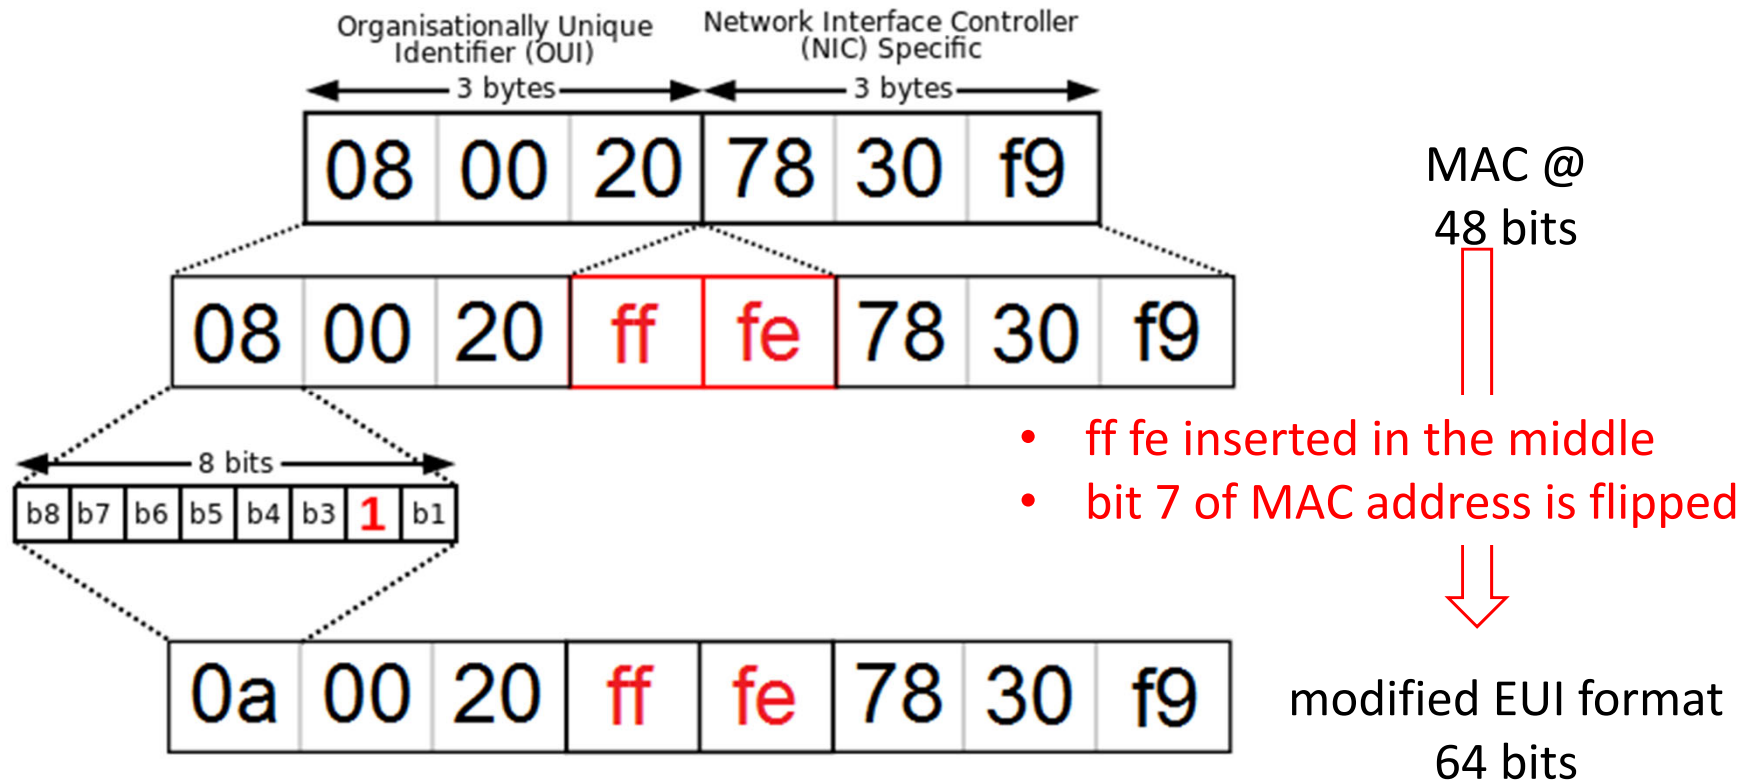 Organisationally Unique
Identifier (OUI)
Network Interface Controller
(NIC) Specific
3 bytes
3 bytes
08 00 20 78 30 f9
MAC @
48 bits
08 00 20 ff fe 78 30 f9
• ff fe inserted in the middle
• bit 7 of MAC address is flipped
8 bits
b8 b7 b6 b5 b4 b3 1 b1
0a 00 20 ff fe 78 30 f9
modified EUI format
64 bits